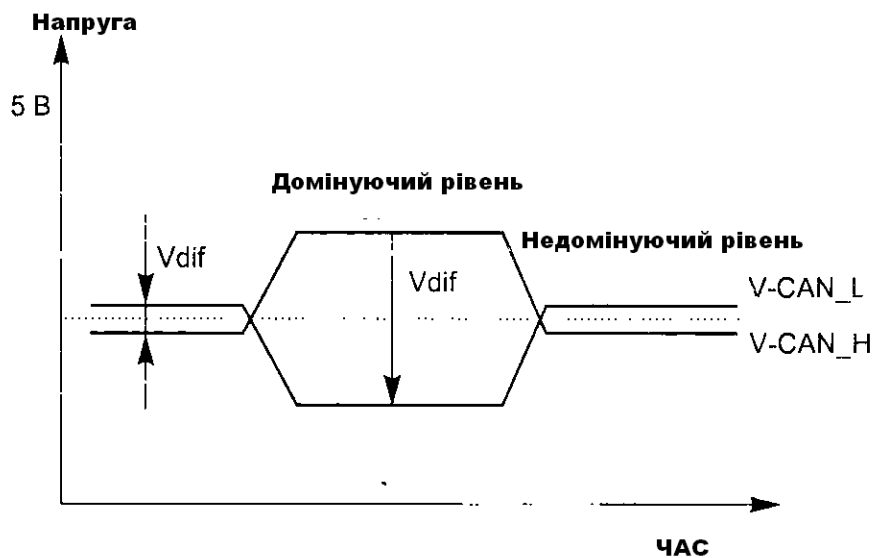 Напруга
5 В
Домінуючий рівень
Недомінуючий рівень
Vdif
Vdif
V-CAN_L
V-CAN_H
ЧАС